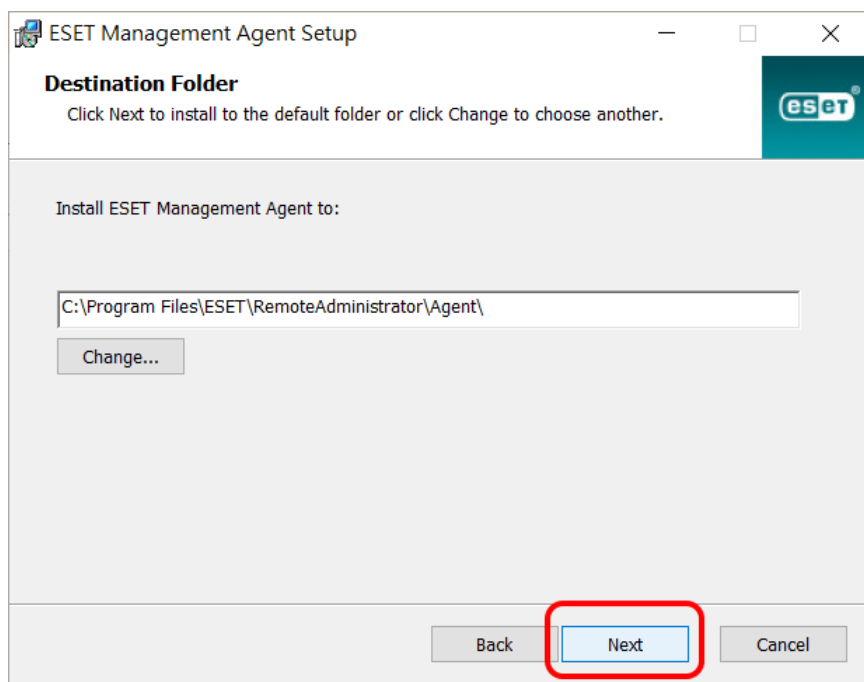 ESET Management Agent Setup
Destination Folder
Click Next to install to the default folder or click Change to choose another.
eset®
Install ESET Management Agent to:
C:\Program Files\ESET\RemoteAdministrator\Agent\
Change...
Back
Next
Cancel